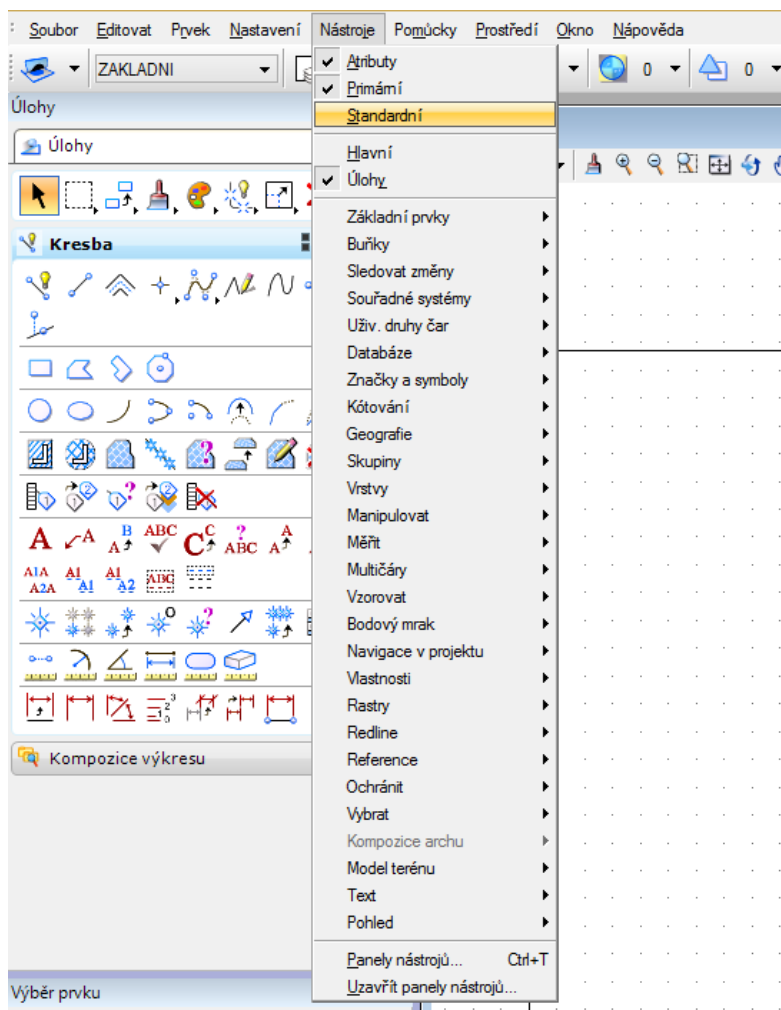 Soubor Editovat Prvek Nastavení Nástroje Pomůcky Prostředí Okno Nápověda
ZAKLADNI
0
0
Úlohy
Úlohy
Kresba
Kompozice výkresu
Výběr prvku
Atributy
Primární
Standardní
Hlavní
Úlohy
Základní prvky
Buňky
Sledovat změny
Souřadné systémy
Uživ. druhy čar
Databáze
Značky a symboly
Kótování
Geografie
Skupiny
Vrstvy
Manipulovat
Měřit
Multičáry
Vzorovat
Bodový mrak
Navigace v projektu
Vlastnosti
Rastry
Redline
Reference
Ochránit
Vybrat
Kompozice archu
Model terénu
Text
Pohled
Panely nástrojů... Ctrl+T
Uzavřít panely nástrojů...